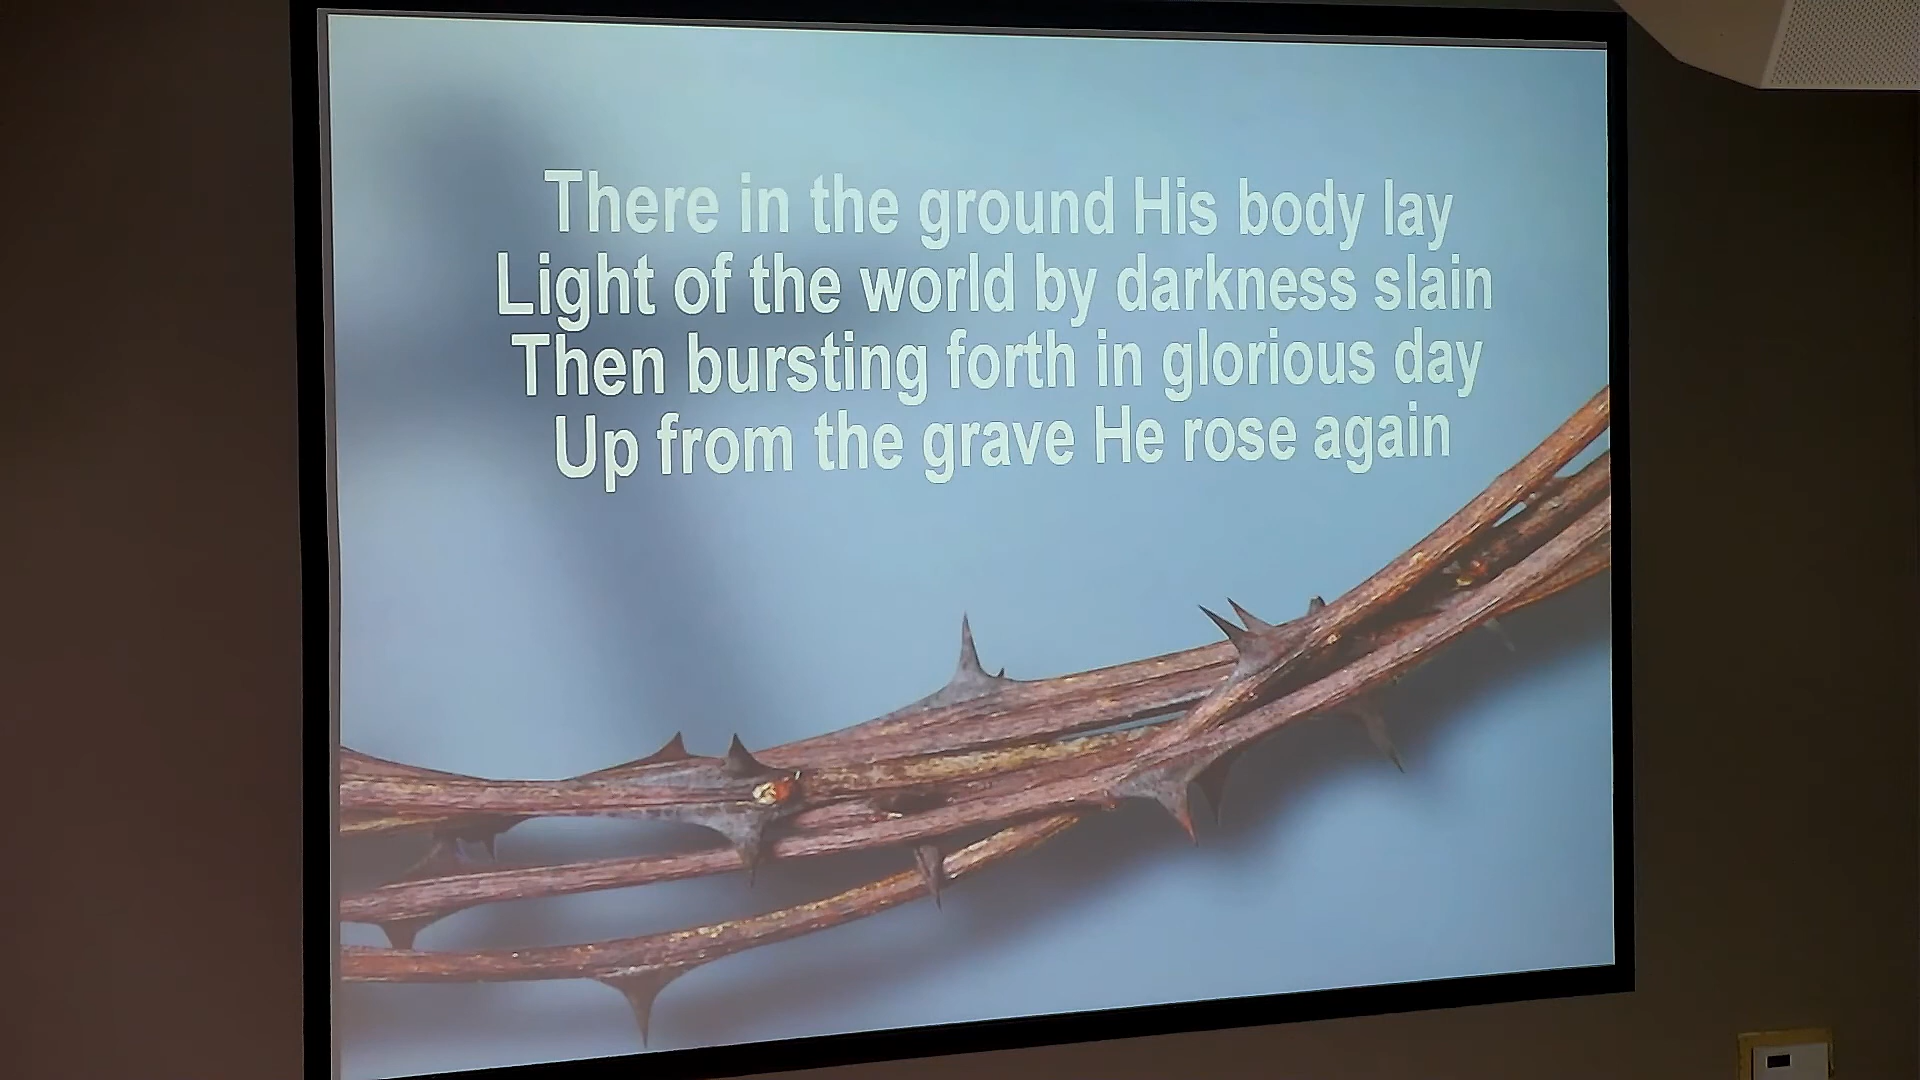 There in the ground His body lay
Light of the world by darkness slain
Then bursting forth in glorious day
Up from the grave He rose again